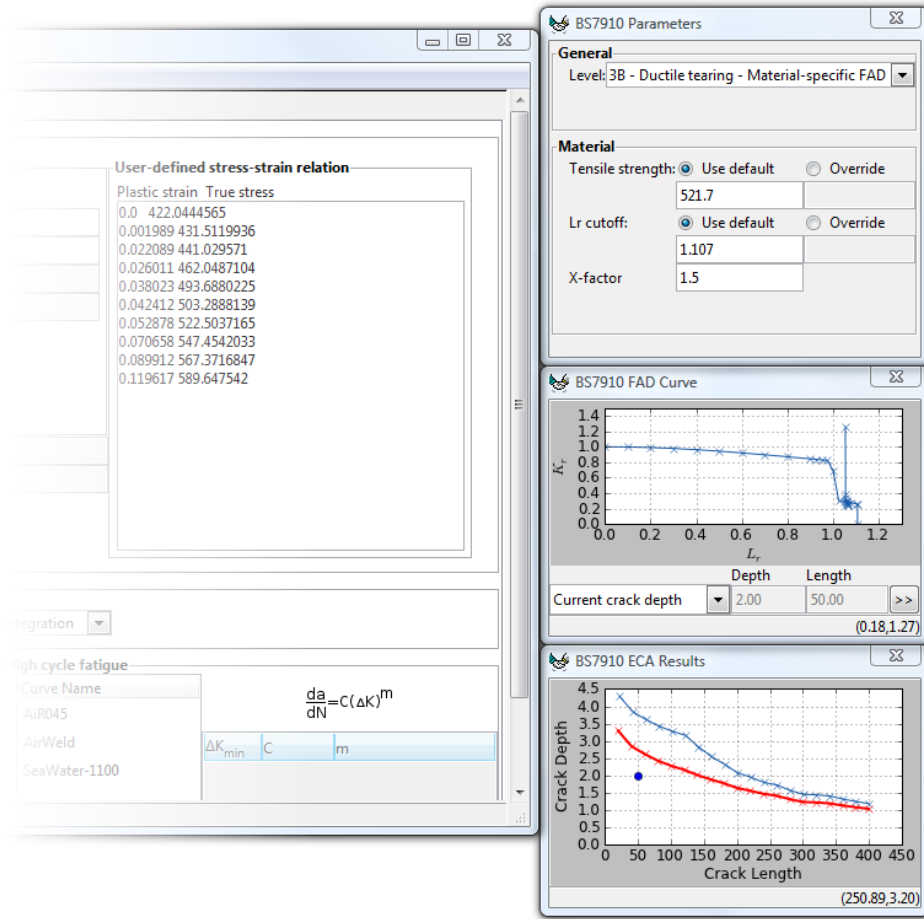 User-defined stress-strain relation
Plastic strain True stress
0.0 422.0444565
0.001989 431.5119936
0.022089 441.029571
0.026011 462.0487104
0.038023 493.6880225
0.042412 503.2888139
0.052878 522.5037165
0.070658 547.4542033
0.089912 567.3716847
0.119617 589.647542
integration
High cycle fatigue
Curve Name
AiR045
AirWeld
SeaWater-1100
da/dN=C(ΔK)^m
ΔKmin C m
BS7910 Parameters
General
Level: 3B - Ductile tearing - Material-specific FAD
Material
Tensile strength: Use default Override
521.7
Lr cutoff: Use default Override
1.107
X-factor 1.5
BS7910 FAD Curve
1.4
1.2
1.0
0.8
0.6
0.4
0.2
0.0
Kr
0.0 0.2 0.4 0.6 0.8 1.0 1.2
Lr
Depth Length
Current crack depth 2.00 50.00 >>
(0.18,1.27)
BS7910 ECA Results
4.5
4.0
3.5
3.0
2.5
2.0
1.5
1.0
0.5
0.0
Crack Depth
0 50 100 150 200 250 300 350 400 450
Crack Length
(250.89,3.20)